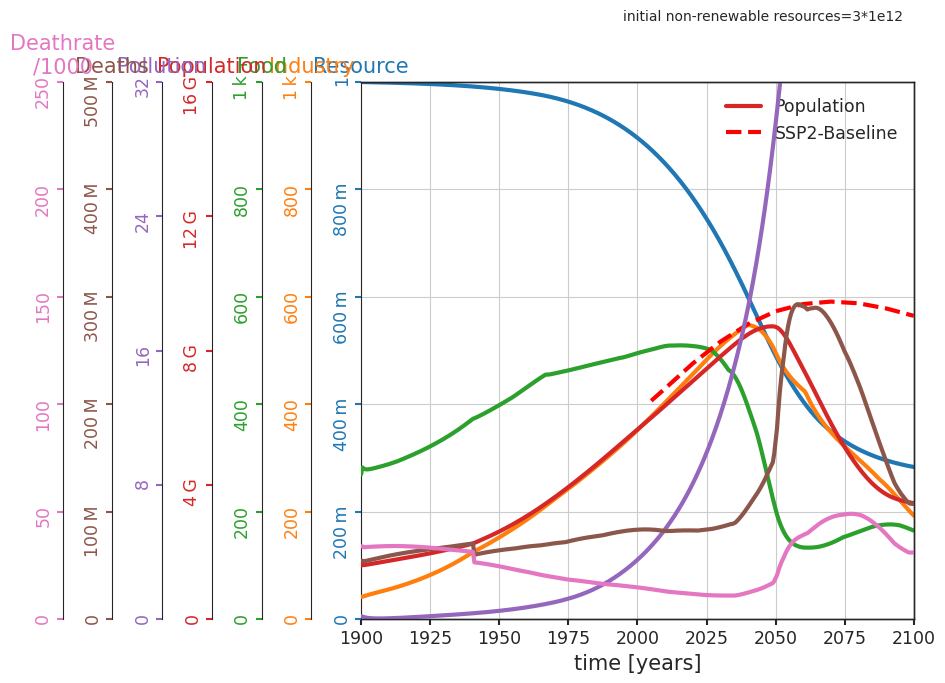 initial non-renewable resources=3*1e12
Deathrate
/1000 Deaths Pollution Population Food Industry Resource
250 500 M 32 16 G 1 k 1 k 1
200 400 M 24 12 G 800 800 800 m
150 300 M 16 8 G 600 600 600 m
100 200 M 8 4 G 400 400 400 m
50 100 M 200 200 200 m
0 0 0 0 0 0 0
Population
SSP2-Baseline
1900 1925 1950 1975 2000 2025 2050 2075 2100
time [years]